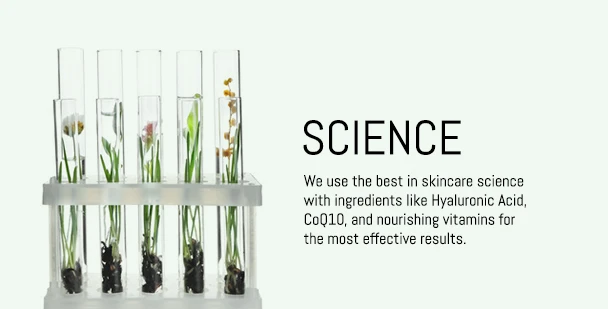 SCIENCE
We use the best in skincare science
with ingredients like Hyaluronic Acid,
CoQ10, and nourishing vitamins for
the most effective results.